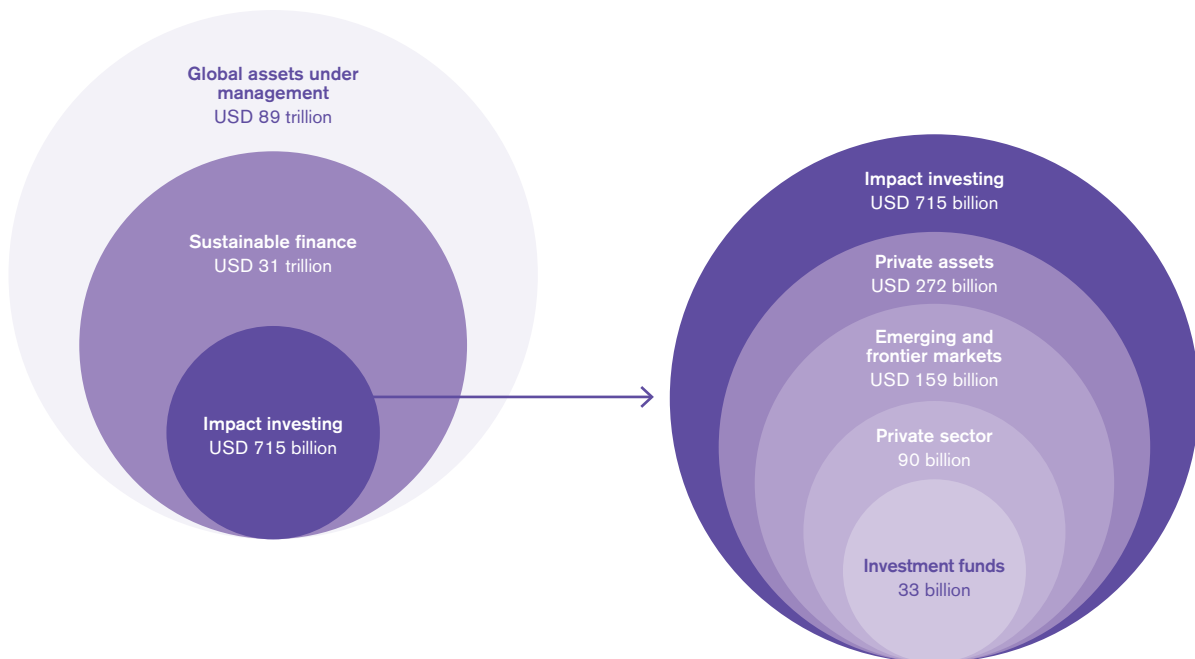 Global assets under
management
USD 89 trillion
Sustainable finance
USD 31 trillion
Impact investing
USD 715 billion
Impact investing
USD 715 billion
Private assets
USD 272 billion
Emerging and
frontier markets
USD 159 billion
Private sector
90 billion
Investment funds
33 billion